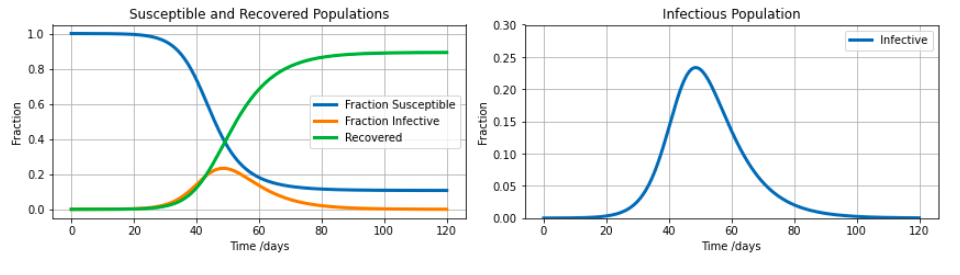 Susceptible and Recovered Populations
1.0
0.8
0.6
0.4
0.2
0.0
Fraction
Fraction Susceptible
Fraction Infective
Recovered
0 20 40 60 80 100 120
Time /days
Infectious Population
0.30
0.25
0.20
0.15
0.10
0.05
0.00
Fraction
Infective
0 20 40 60 80 100 120
Time /days